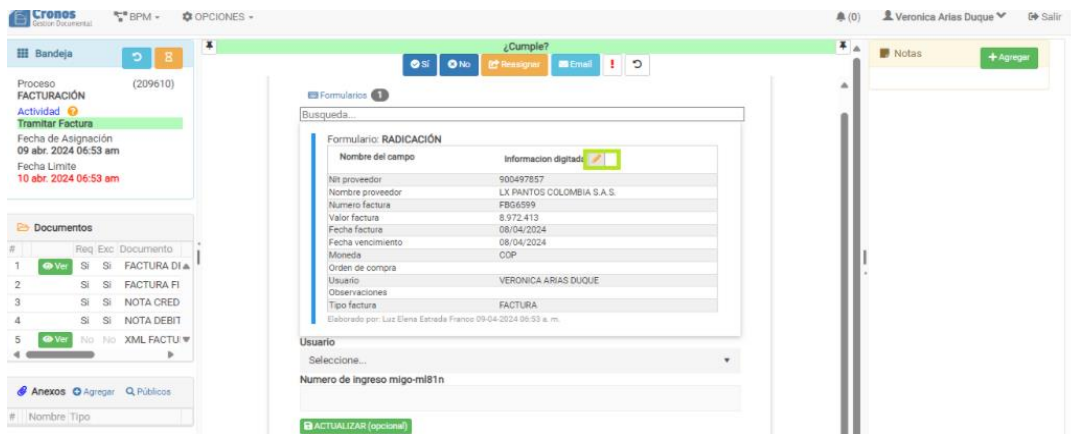 Cronos
Gestion Documental
BPM
OPCIONES
(0)
Veronica Arias Duque
Salir
Bandeja
Proceso (209610)
FACTURACIÓN
Actividad
Tramitar Factura
Fecha de Asignación
09 abr. 2024 06:53 am
Fecha Limite
10 abr. 2024 06:53 am
Documentos
# Req Exc Documento
1 Ver Si Si FACTURA DE
2 Si Si FACTURA FI
3 Si Si NOTA CRED
4 Si Si NOTA DEBIT
5 Ver No No XML FACTU
Anexos Agregar Públicos
# Nombre Tipo
¿Cumple?
Sí No Reasignar Email
Formularios 1
Busqueda...
Formulario: RADICACIÓN
Nombre del campo Informacion digitada
Nit proveedor 900497857
Nombre proveedor LX PANTOS COLOMBIA S.A.S.
Numero factura FBG6599
Valor factura 8.972.413
Fecha factura 08/04/2024
Fecha vencimiento 08/04/2024
Moneda COP
Orden de compra
Usuario VERONICA ARIAS DUQUE
Observaciones
Tipo factura FACTURA
Elaborado por: Luz Elena Estrada Franco 09-04-2024 06:53 a. m.
Usuario
Seleccione...
Numero de ingreso migo-ml81n
ACTUALIZAR (opcional)
Notas
Agregar